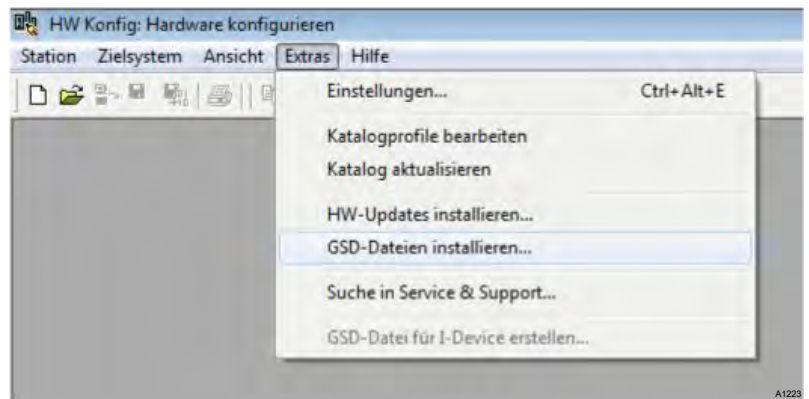 HW Konfig: Hardware konfigurieren
Station Zielsystem Ansicht Extras Hilfe
Einstellungen... Ctrl+Alt+E
Katalogprofile bearbeiten
Katalog aktualisieren
HW-Updates installieren...
GSD-Dateien installieren...
Suche in Service & Support...
GSD-Datei für I-Device erstellen...
A1223